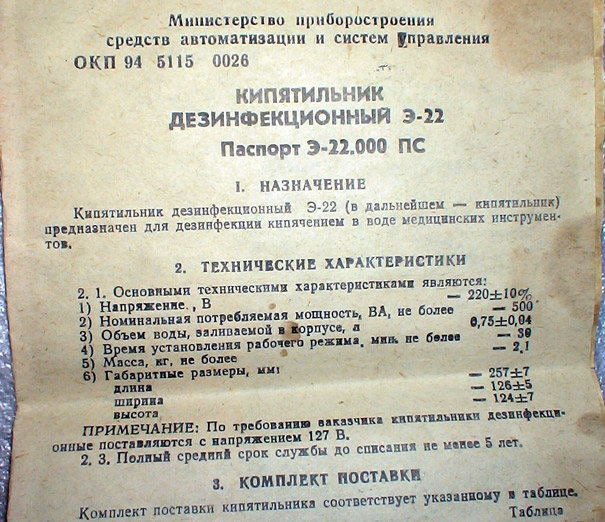 Министерство приборостроения
средств автоматизации и систем управления
ОКП 94 5115 0026
КИПЯТИЛЬНИК
ДЕЗИНФЕКЦИОННЫЙ Э-22
Паспорт Э-22.000 ПС
1. НАЗНАЧЕНИЕ
Кипятильник дезинфекционный Э-22 (в дальнейшем — кипятильник)
предназначен для дезинфекции кипячением в воде медицинских инструмен-
тов.
2. ТЕХНИЧЕСКИЕ ХАРАКТЕРИСТИКИ
2. 1. Основными техническими характеристиками являются:
1) Напряжение, В — 220±10%
2) Номинальная потребляемая мощность, ВА, не более — 500
3) Объем воды, заливаемой в корпусе, л 0,75±0,04
4) Время установления рабочего режима, мин. не более — 30
5) Масса, кг, не более — 2,1
6) Габаритные размеры, мм:
длина — 257±7
ширина — 126±5
высота — 124±7
ПРИМЕЧАНИЕ: По требованию заказчика кипятильники дезинфекци-
онные поставляются с напряжением 127 В.
2. 3. Полный средний срок службы до списания не менее 5 лет.
3. КОМПЛЕКТ ПОСТАВКИ
Комплект поставки кипятильника соответствует указанному в таблице.
Таблица